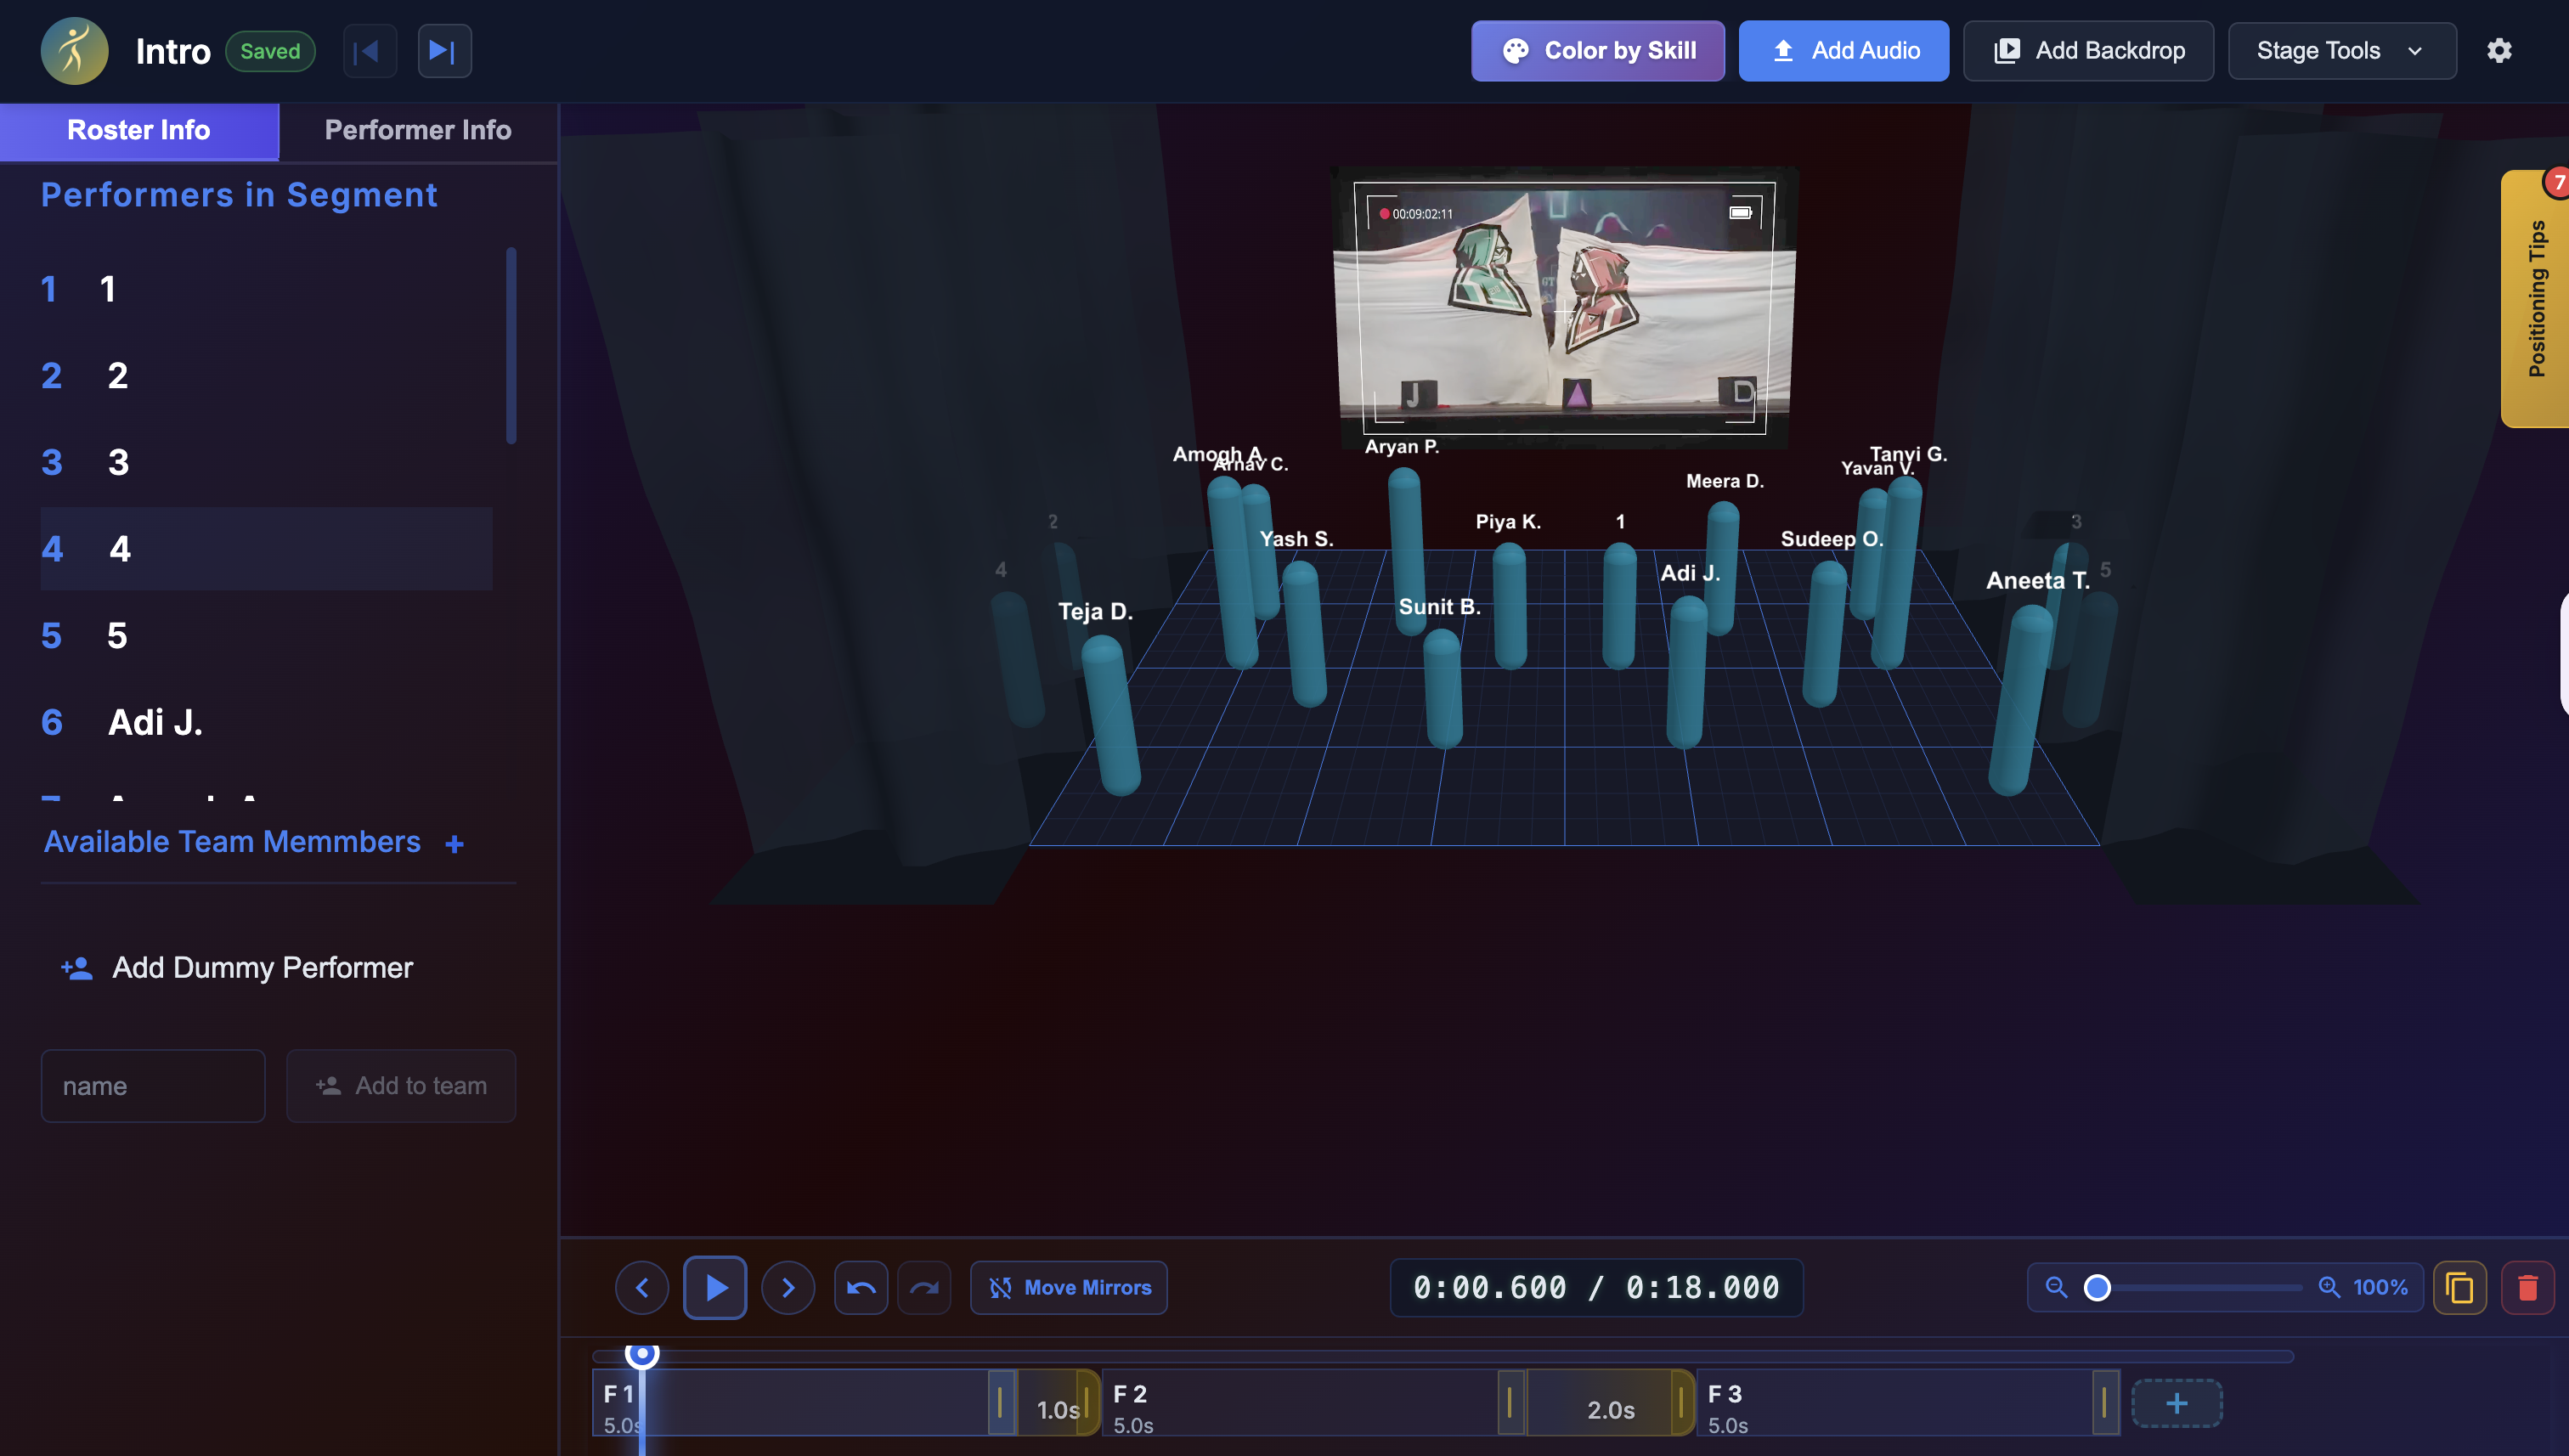 Intro
Saved
Color by Skill
Add Audio
Add Backdrop
Stage Tools
Roster Info
Performer Info
Performers in Segment
1 1
2 2
3 3
4 4
5 5
6 Adi J.
Available Team Memmbers +
Add Dummy Performer
name
Add to team
00:09:02:11
J
D
7
Positioning Tips
Aryan P.
Amogh A.
Arnav C.
Tanvi G.
Yavan V.
Meera D.
2
Piya K.
1
3
Yash S.
Sudeep O.
4
Adi J.
5
Aneeta T.
Teja D.
Sunit B.
Move Mirrors
0:00.600 / 0:18.000
100%
F 1
5.0s
1.0s
F 2
5.0s
2.0s
F 3
5.0s
+